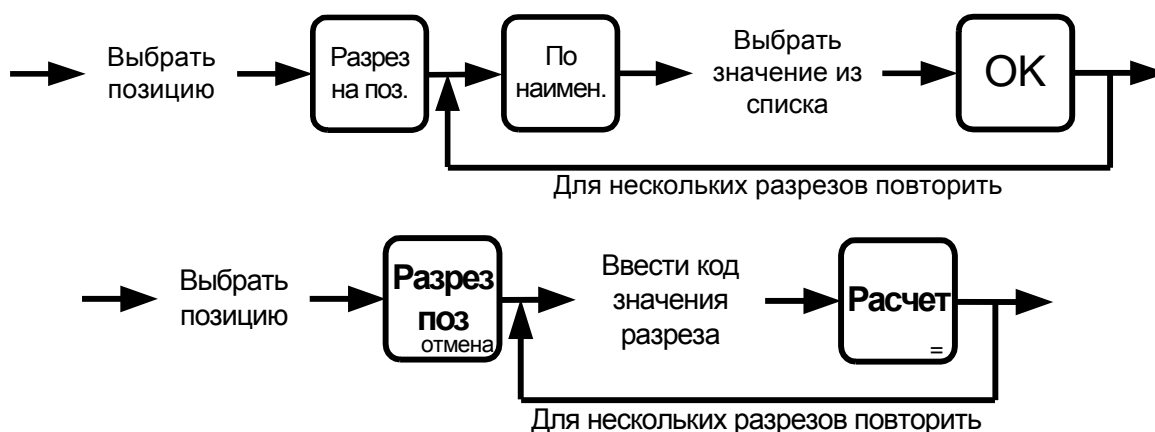 Выбрать
позицию
Разрез
на поз.
По
наимен.
Выбрать
значение из
списка
OK
Для нескольких разрезов повторить
Выбрать
позицию
Разрез
поз
отмена
Ввести код
значения
разреза
Расчет
=
Для нескольких разрезов повторить